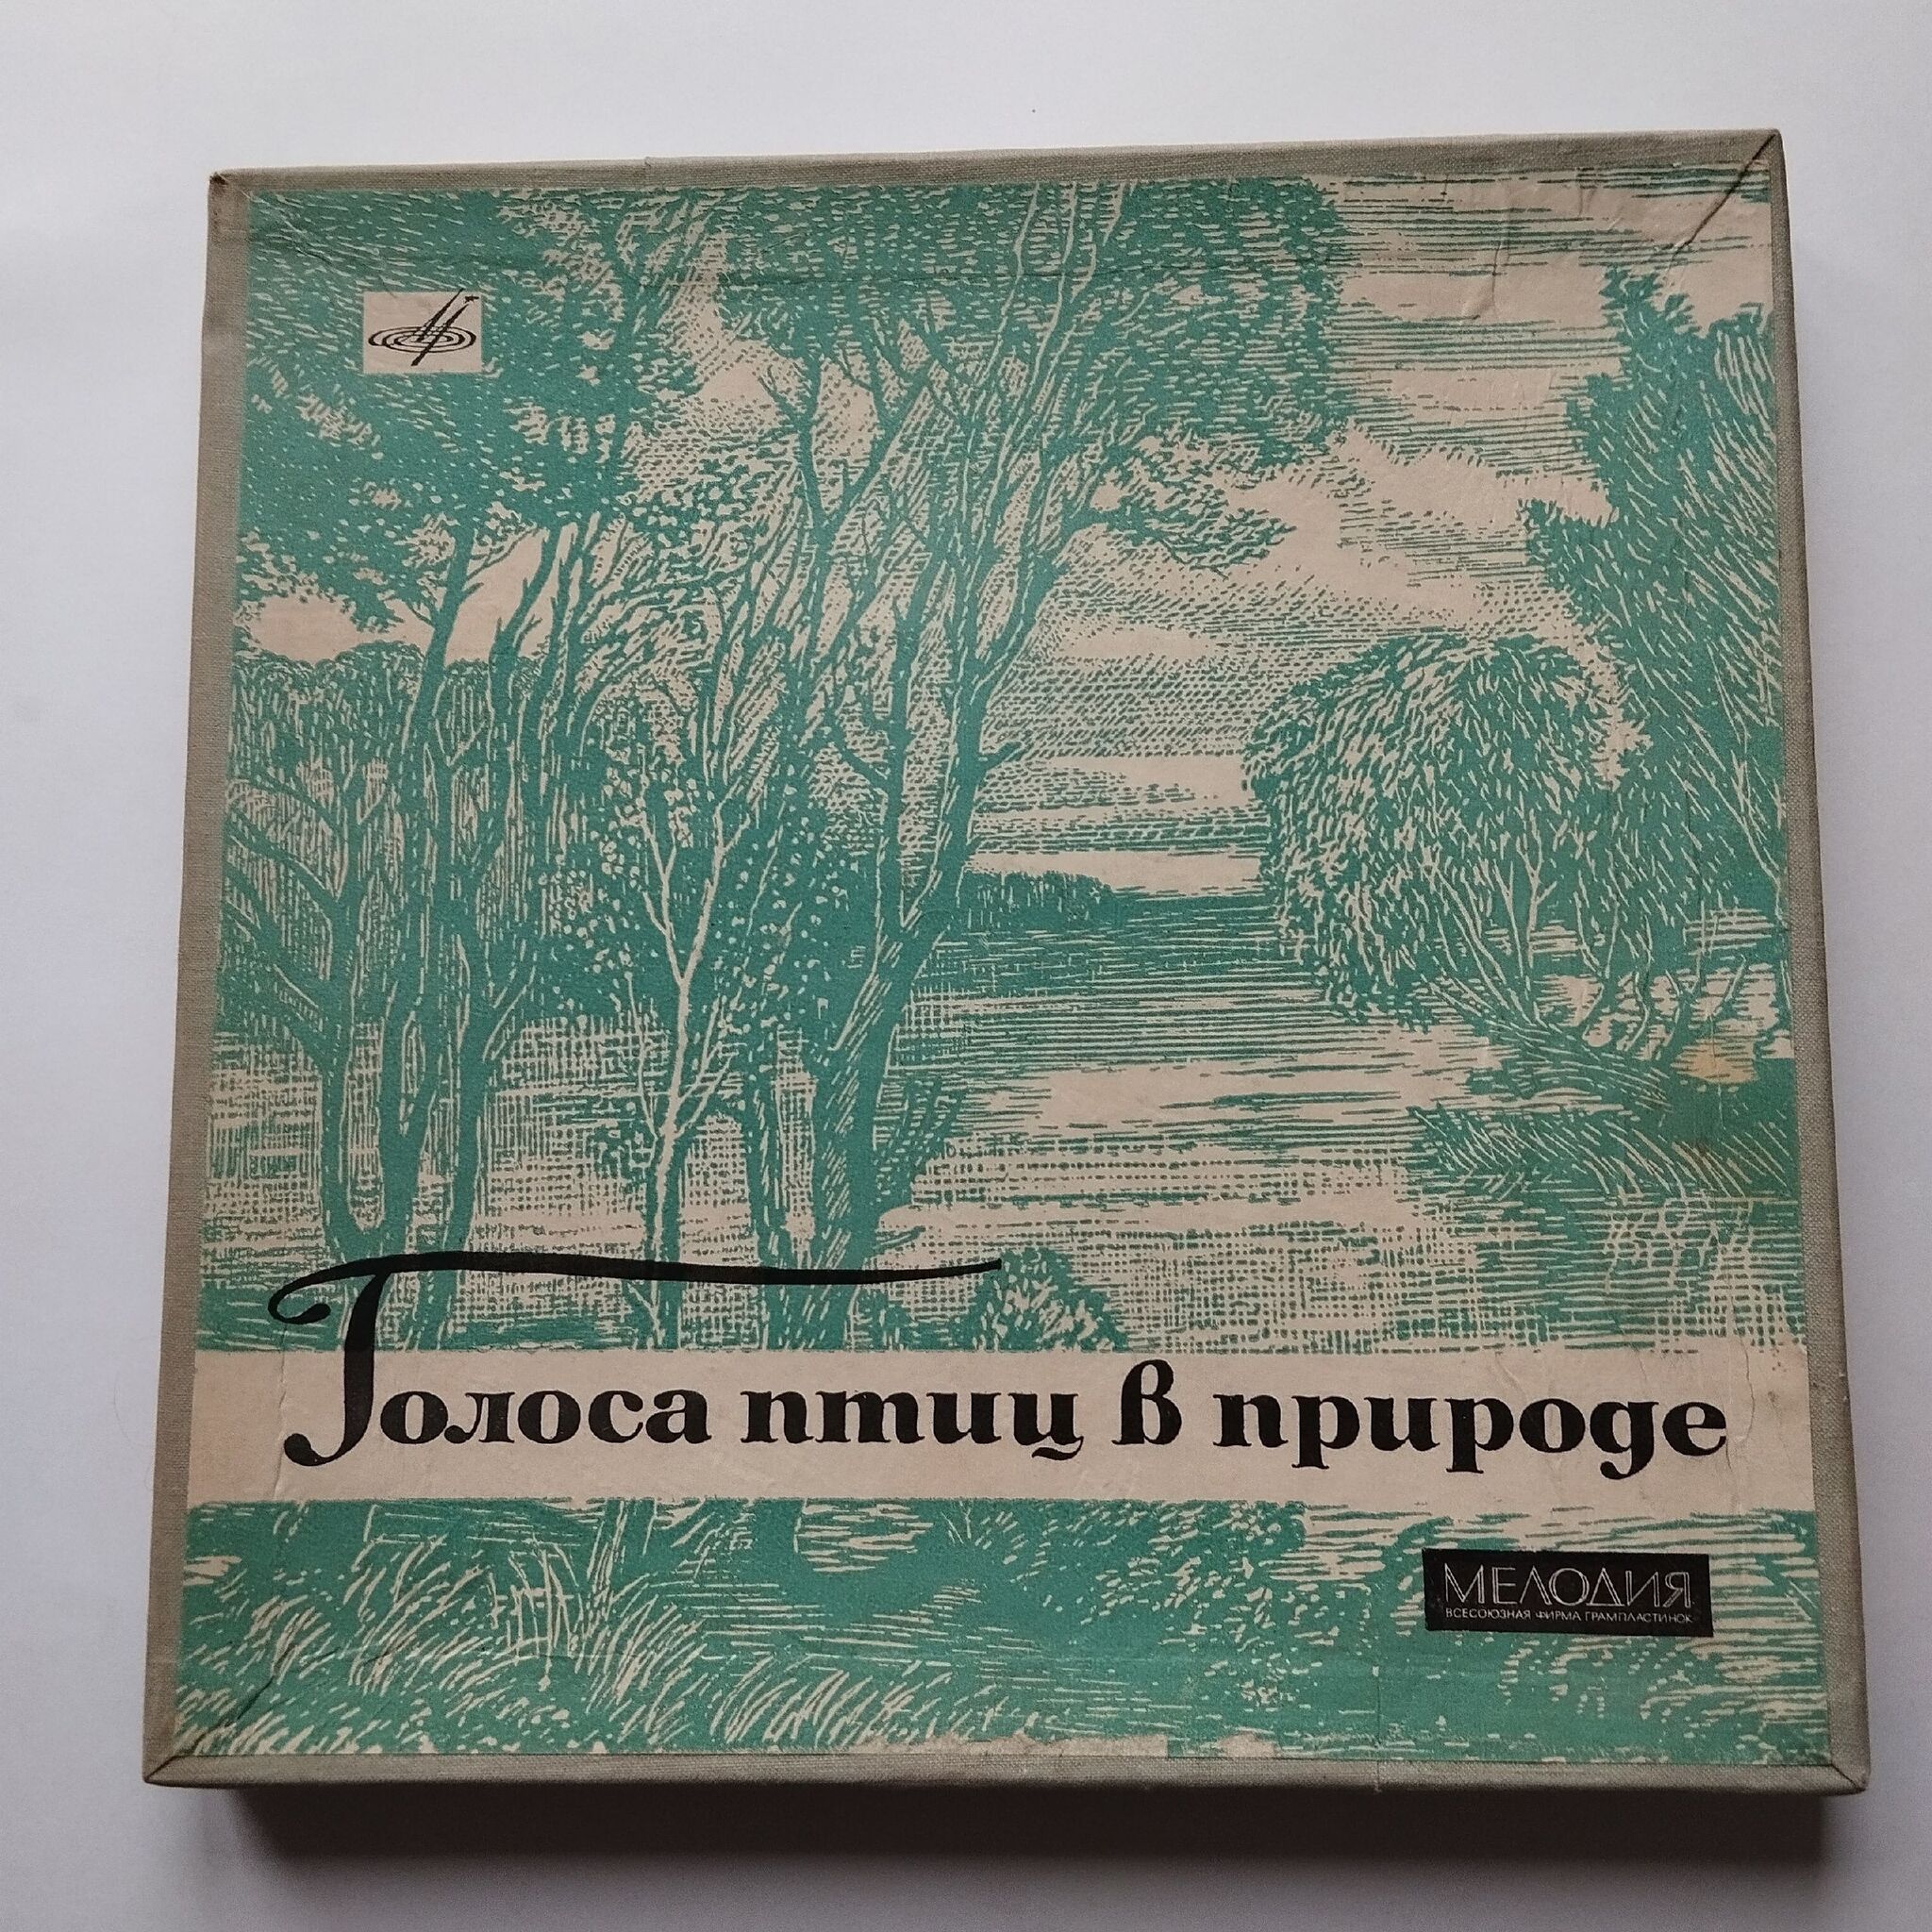 Голоса птиц в природе
МЕЛОДИЯ
ВСЕСОЮЗНАЯ ФИРМА ГРАМПЛАСТИНОК